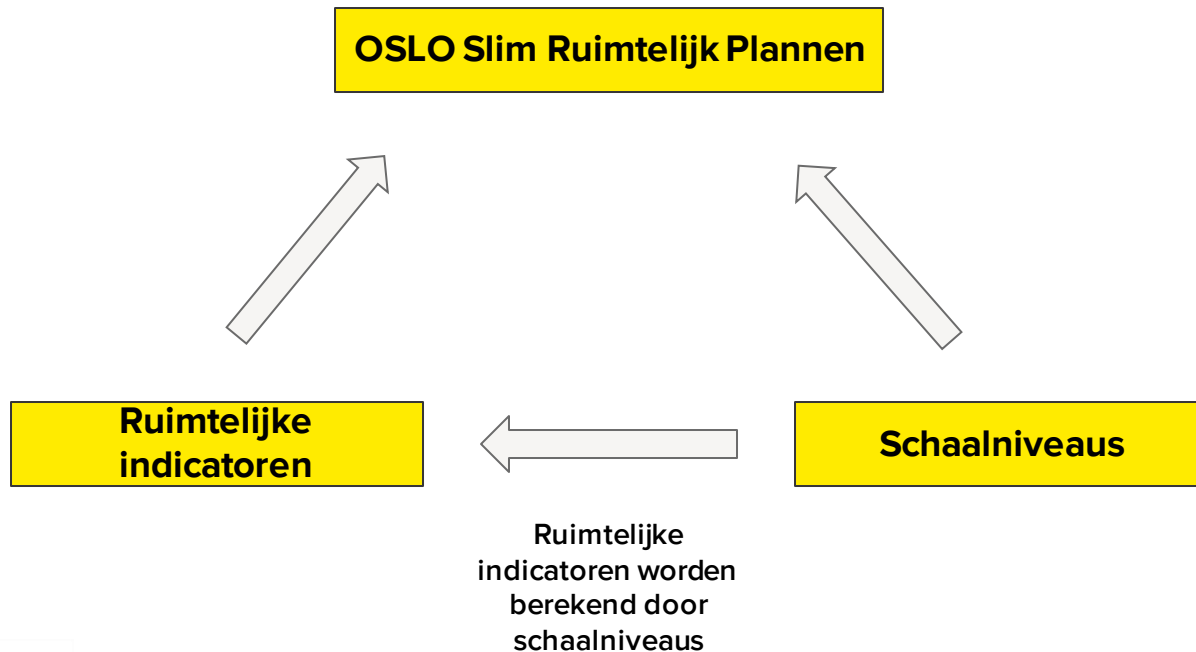 OSLO Slim Ruimtelijk Plannen
Ruimtelijke
indicatoren
Schaalniveaus
Ruimtelijke
indicatoren worden
berekend door
schaalniveaus